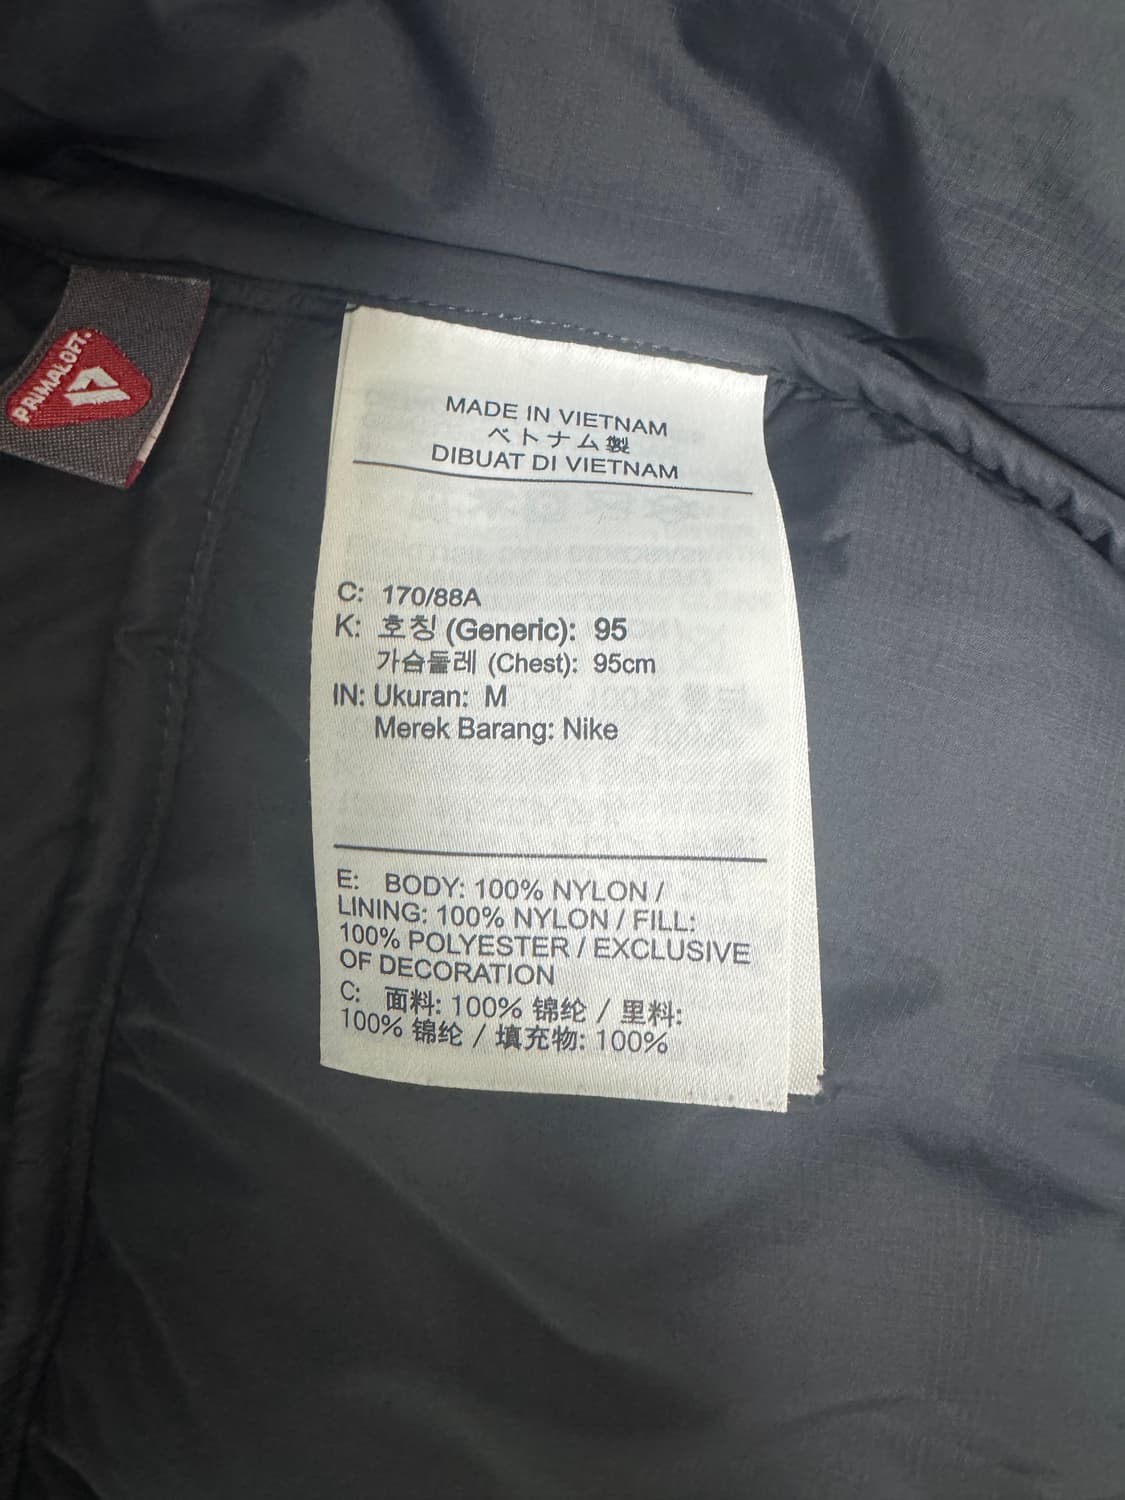 PRIMALOFT®
MADE IN VIETNAM
ベトナム製
DIBUAT DI VIETNAM
C: 170/88A
K: 호칭 (Generic): 95
가슴둘레 (Chest): 95cm
IN: Ukuran: M
Merek Barang: Nike
E: BODY: 100% NYLON /
LINING: 100% NYLON / FILL:
100% POLYESTER / EXCLUSIVE
OF DECORATION
C: 面料: 100% 锦纶 / 里料:
100% 锦纶 / 填充物: 100%